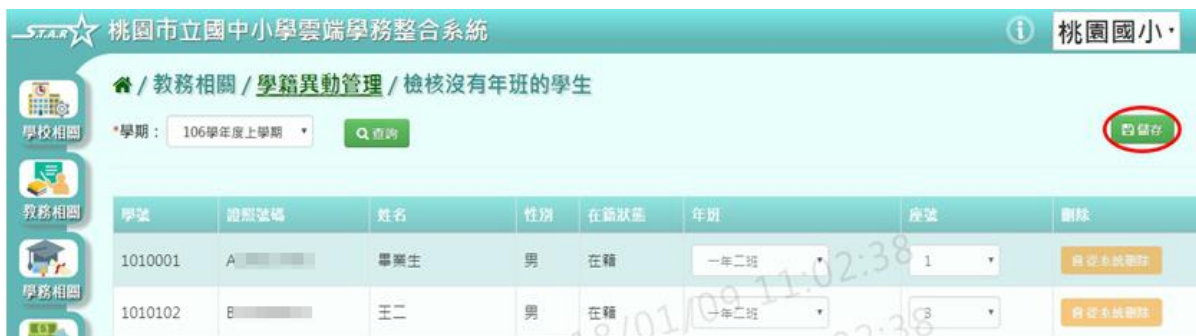 STAR 桃園市立國中小學雲端學務整合系統 桃園國小
/ 教務相關 / 學籍異動管理 / 檢核沒有年班的學生
學校相關
*學期： 106學年度上學期 查詢 儲存
教務相關
學號 證照號碼 姓名 性別 在籍狀態 年班 座號 刪除
1010001 A 畢業生 男 在籍 一年二班 1 自從系統刪除
學務相關
1010102 B 王二 男 在籍 一年二班 3 自從系統刪除
18/01/09 11:02:38